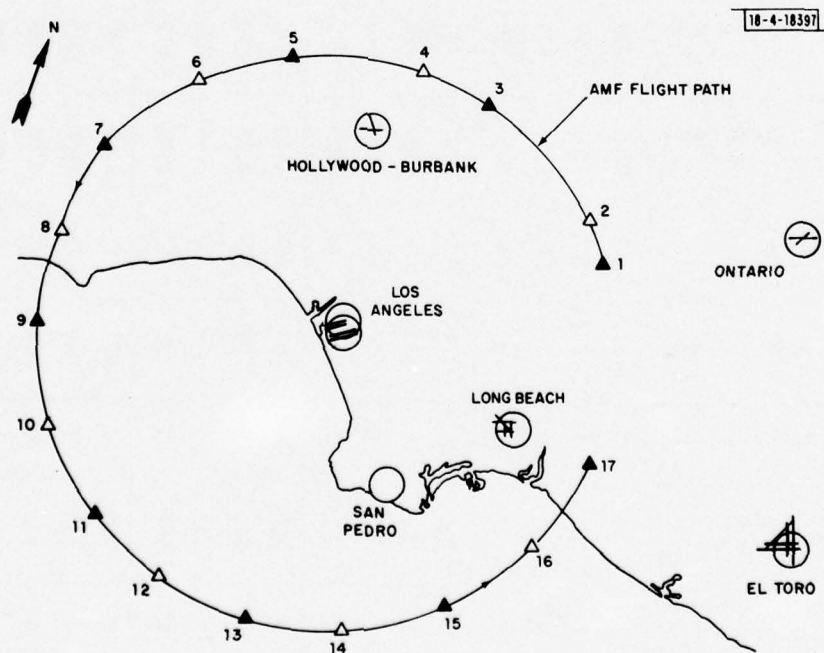 18-4-18397
N
5
4
6
3
AMF FLIGHT PATH
7
HOLLYWOOD - BURBANK
2
8
1
ONTARIO
LOS
ANGELES
9
LONG BEACH
10
17
SAN
PEDRO
11
16
EL TORO
12
15
13
14